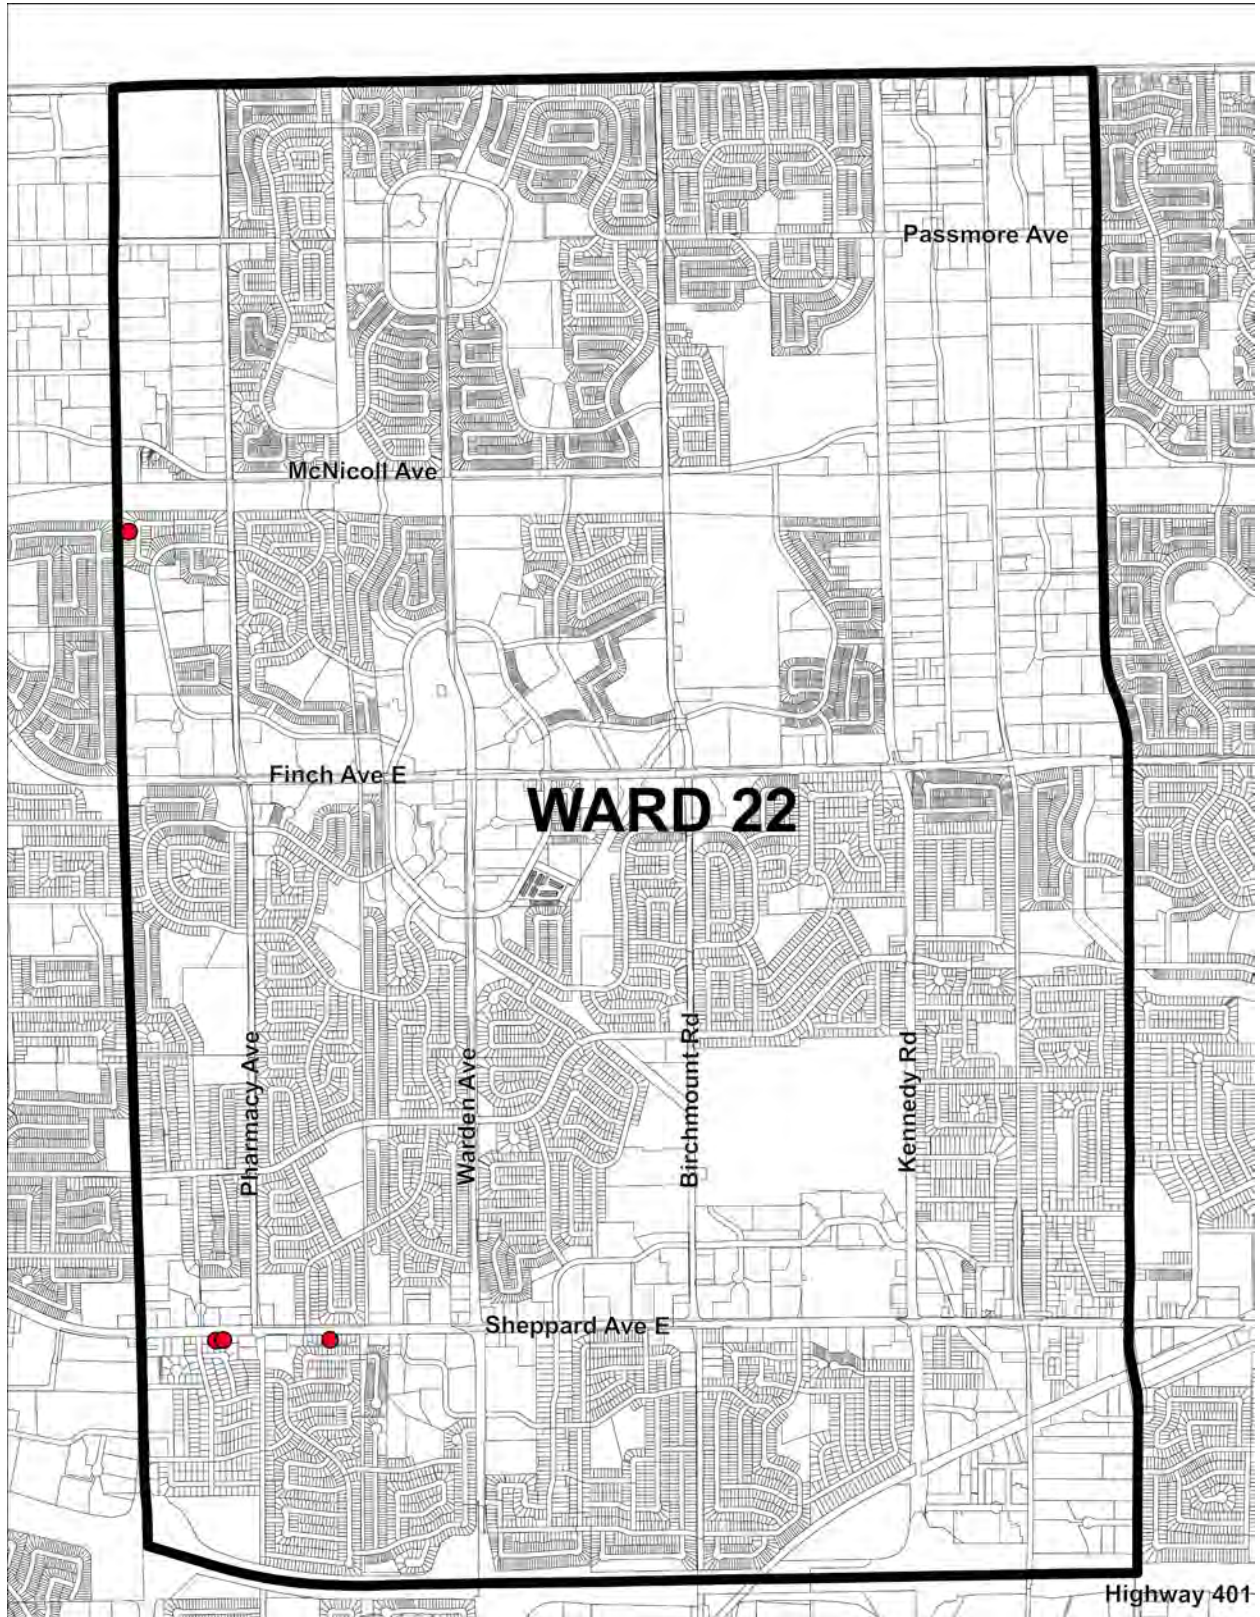 Passmore Ave
McNicoll Ave
Finch Ave E
WARD 22
Pharmacy Ave
Warden Ave
Birchmount Rd
Kennedy Rd
Sheppard Ave E
Highway 401